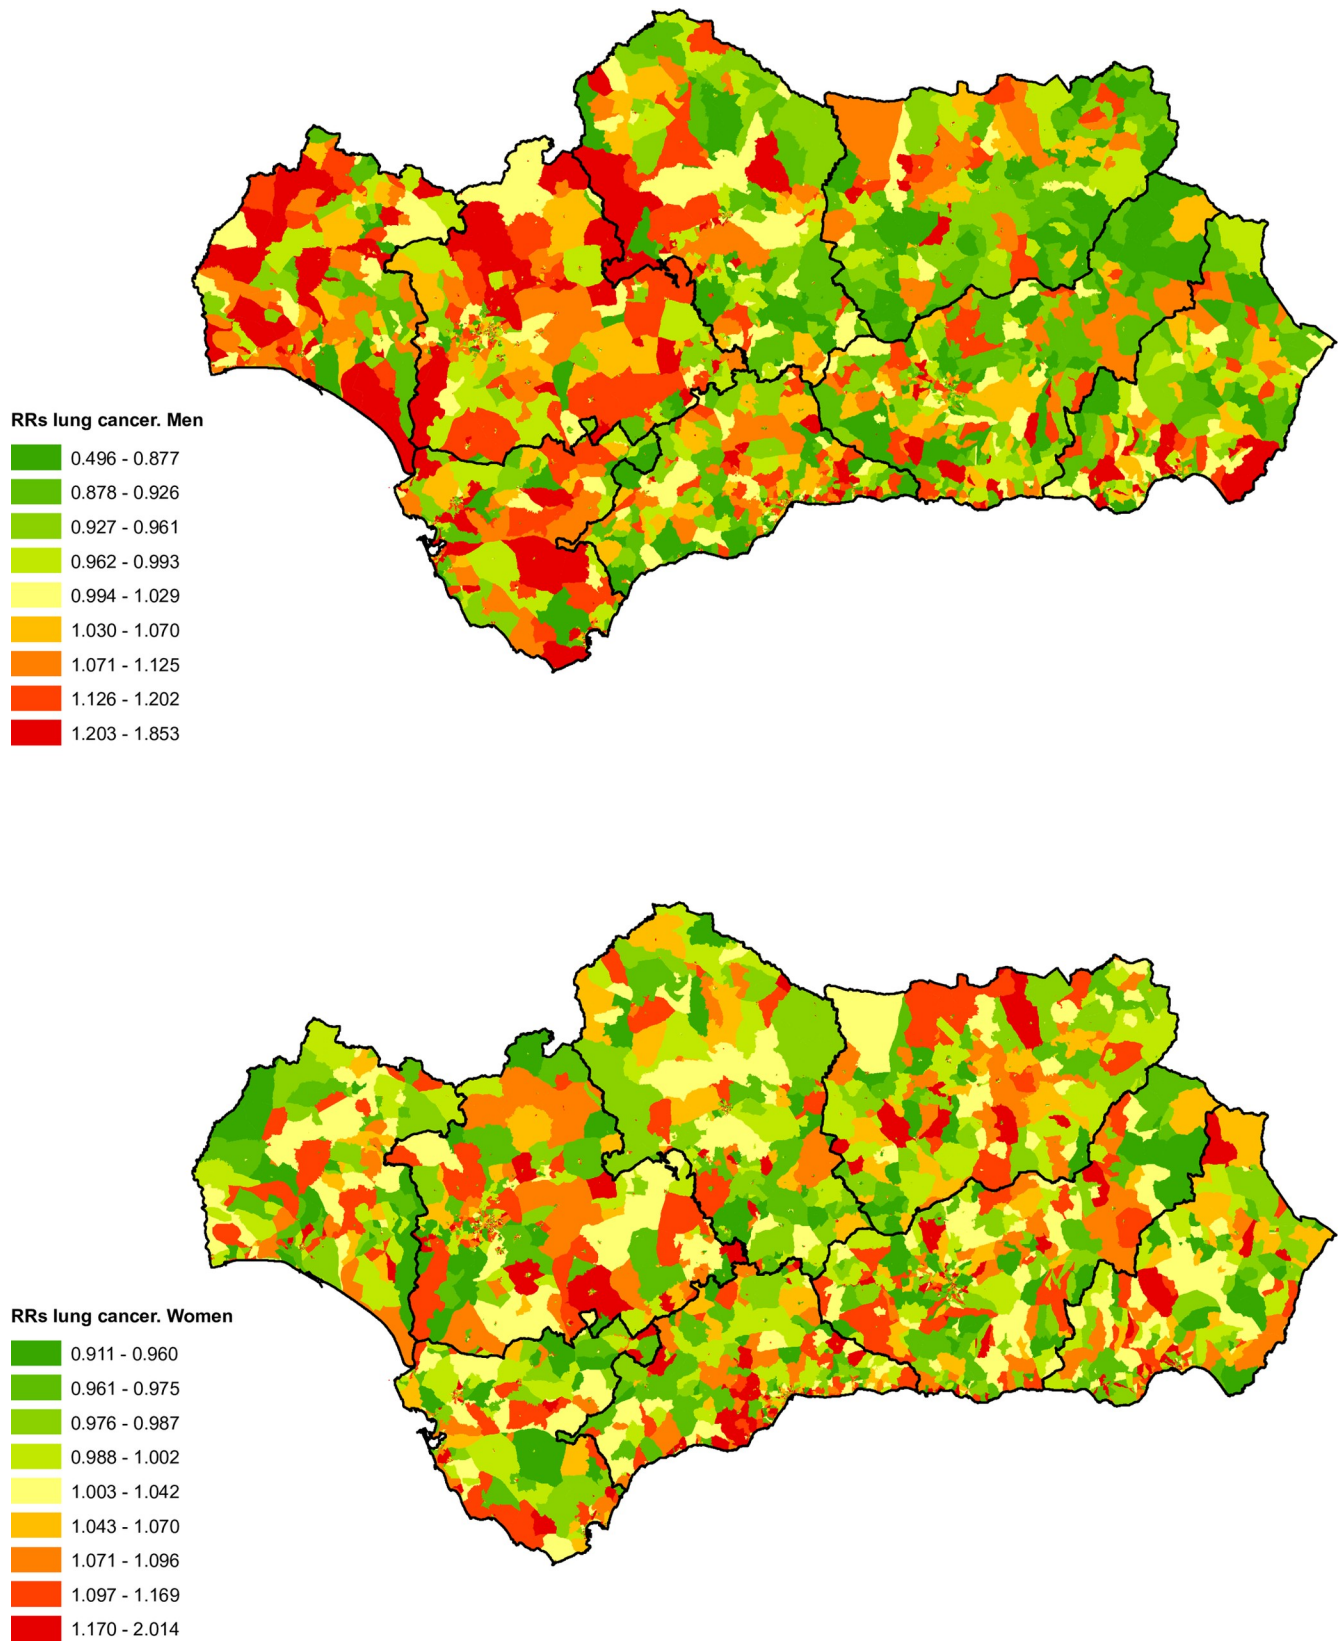 RRs lung cancer. Men
0.496 - 0.877
0.878 - 0.926
0.927 - 0.961
0.962 - 0.993
0.994 - 1.029
1.030 - 1.070
1.071 - 1.125
1.126 - 1.202
1.203 - 1.853
RRs lung cancer. Women
0.911 - 0.960
0.961 - 0.975
0.976 - 0.987
0.988 - 1.002
1.003 - 1.042
1.043 - 1.070
1.071 - 1.096
1.097 - 1.169
1.170 - 2.014